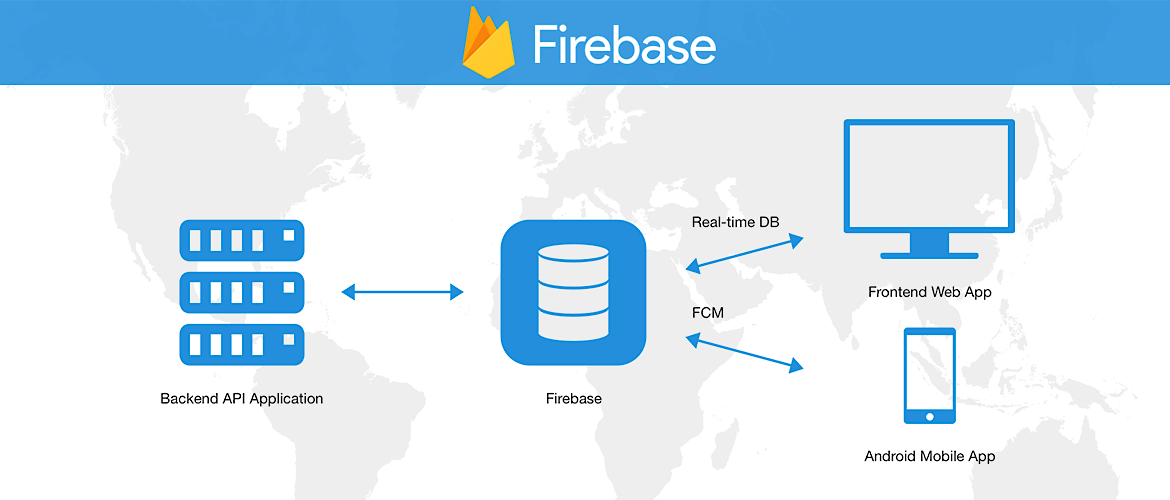 Firebase
Real-time DB
Frontend Web App
FCM
Backend API Application
Firebase
Android Mobile App